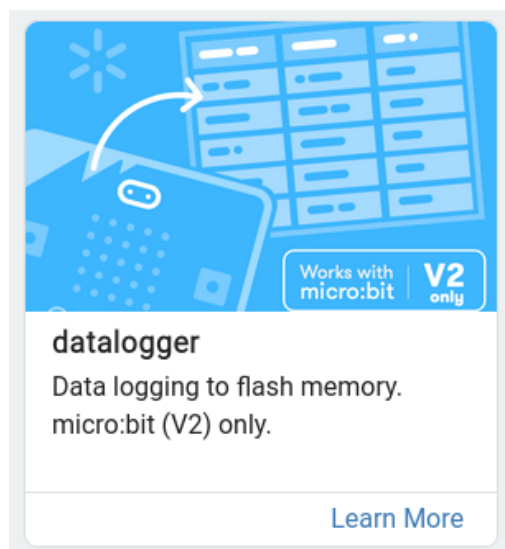 Works with
micro:bit
V2
only
datalogger
Data logging to flash memory.
micro:bit (V2) only.
Learn More